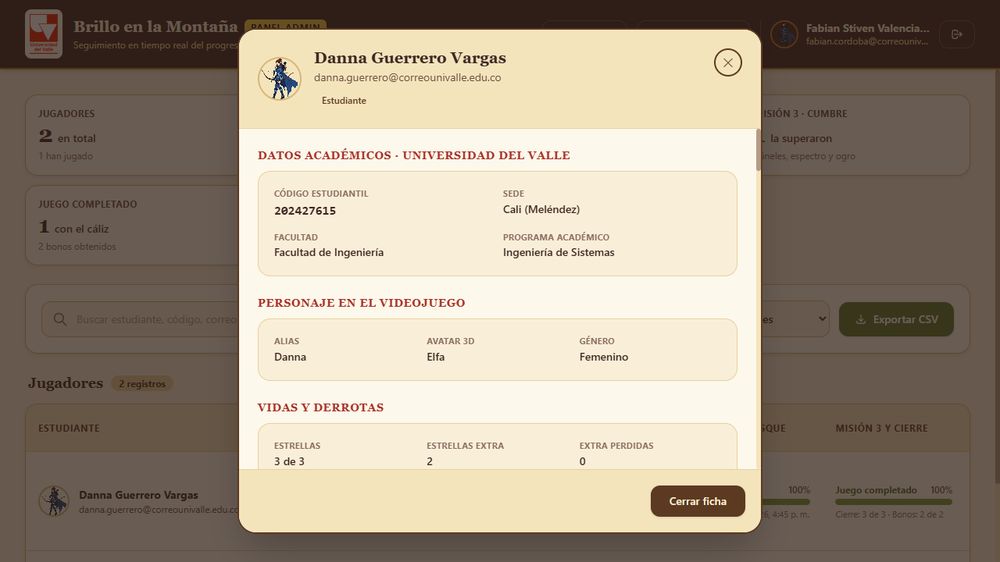 Brillo en la Montaña
PANEL ADMIN
Seguimiento en tiempo real del progres
Fabian Stiven Valencia...
fabian.cordoba@correouniv...
Danna Guerrero Vargas
danna.guerrero@correounivalle.edu.co
Estudiante
DATOS ACADÉMICOS · UNIVERSIDAD DEL VALLE
CÓDIGO ESTUDIANTIL
202427615
SEDE
Cali (Meléndez)
FACULTAD
Facultad de Ingeniería
PROGRAMA ACADÉMICO
Ingeniería de Sistemas
PERSONAJE EN EL VIDEOJUEGO
ALIAS
Danna
AVATAR 3D
Elfa
GÉNERO
Femenino
VIDAS Y DERROTAS
ESTRELLAS
3 de 3
ESTRELLAS EXTRA
2
EXTRA PERDIDAS
0
Cerrar ficha
JUGADORES
2 en total
1 han jugado
ISIÓN 3 · CUMBRE
la superaron
neles, espectro y ogro
JUEGO COMPLETADO
1 con el cáliz
2 bonos obtenidos
Buscar estudiante, código, correo
es
Exportar CSV
Jugadores
2 registros
ESTUDIANTE
SQUE
MISIÓN 3 Y CIERRE
Danna Guerrero Vargas
danna.guerrero@correounivalle.edu.co
100%
26, 4:45 p. m.
Juego completado 100%
Cierre: 3 de 3 · Bonos: 2 de 2